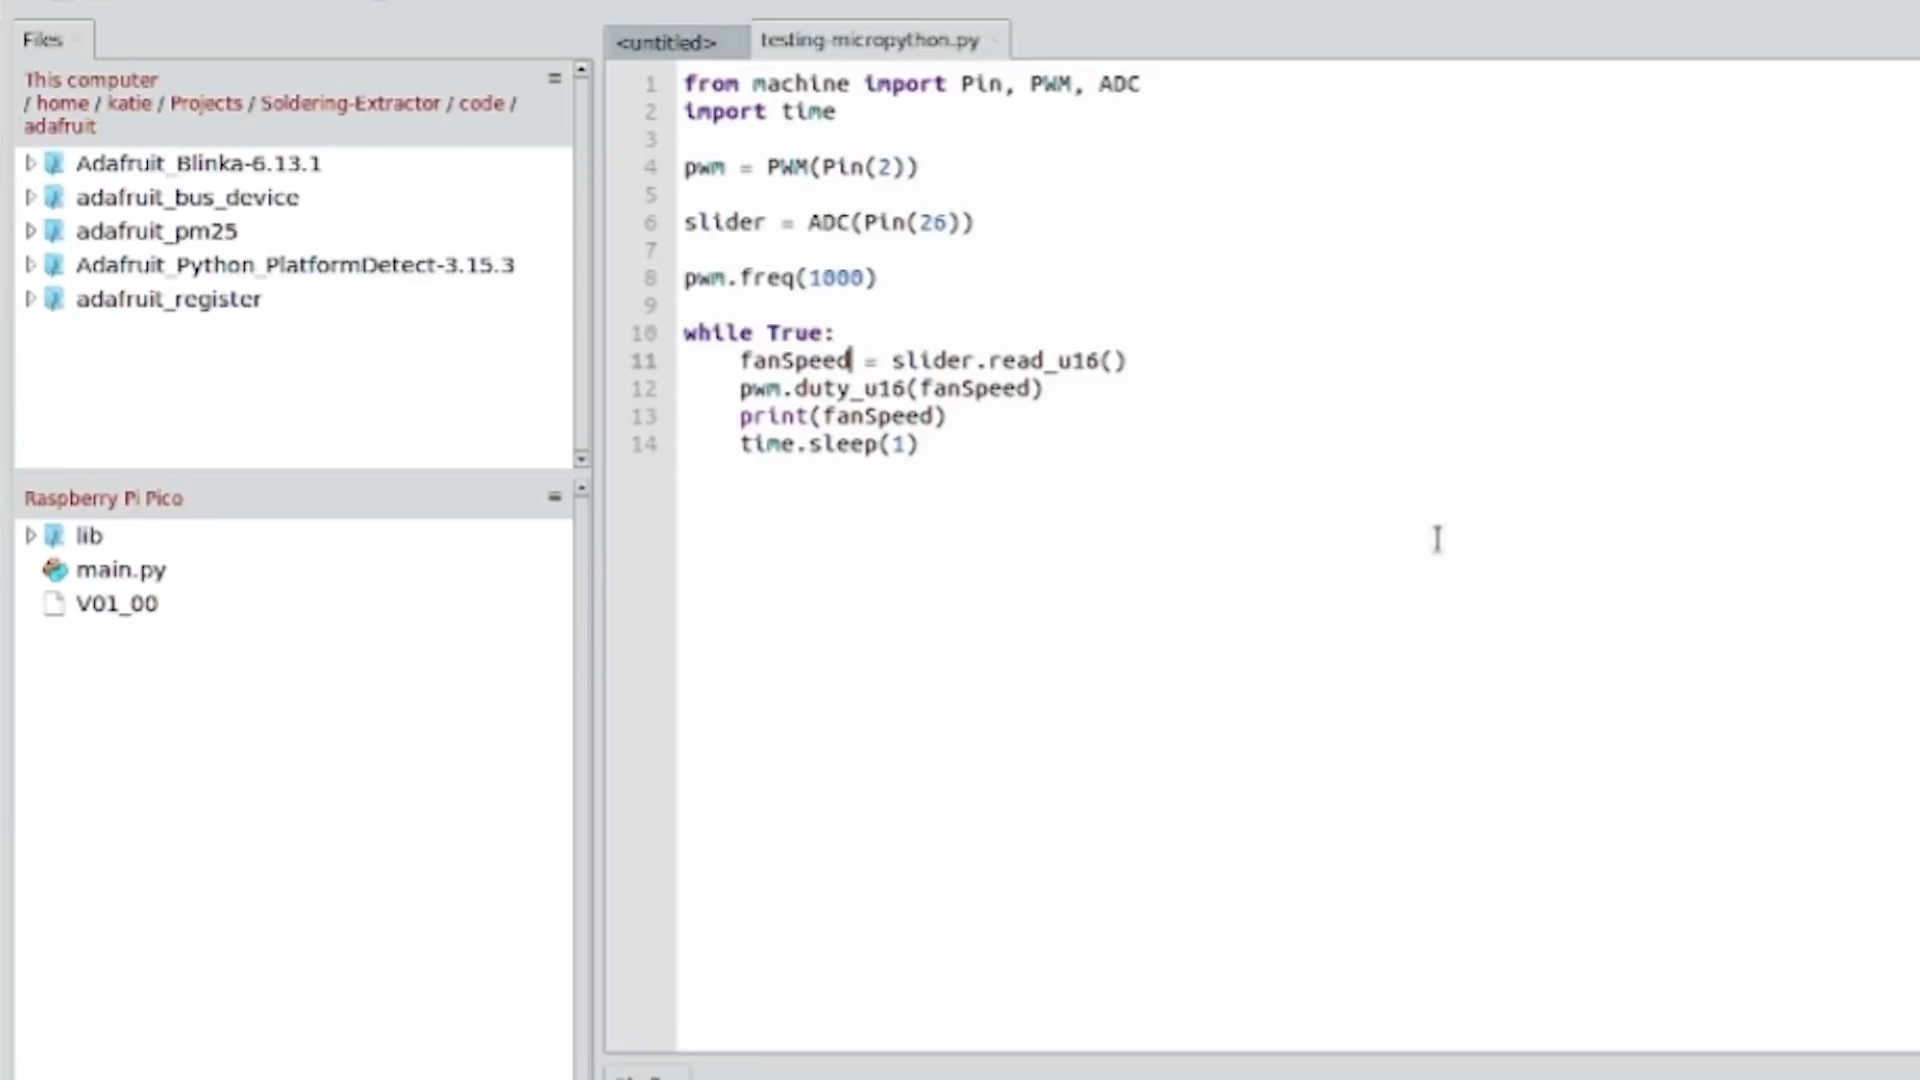 Files
This computer
/ home / katie / Projects / Soldering-Extractor / code /
adafruit
Adafruit_Blinka-6.13.1
adafruit_bus_device
adafruit_pm25
Adafruit_Python_PlatformDetect-3.15.3
adafruit_register
Raspberry Pi Pico
lib
main.py
V01_00
<untitled>
testing-micropython.py
1 from machine import Pin, PWM, ADC
2 import time
3
4 pwm = PWM(Pin(2))
5
6 slider = ADC(Pin(26))
7
8 pwm.freq(1000)
9
10 while True:
11 fanSpeed = slider.read_u16()
12 pwm.duty_u16(fanSpeed)
13 print(fanSpeed)
14 time.sleep(1)